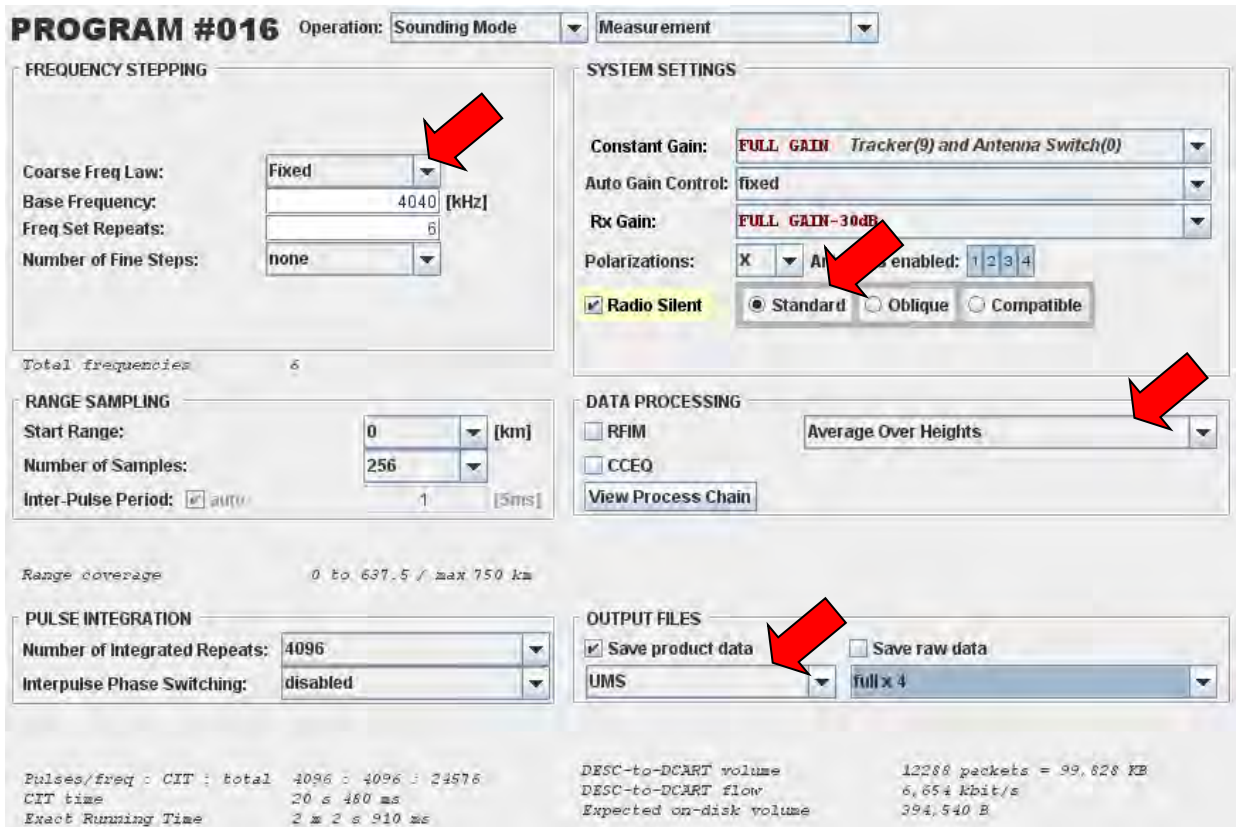 PROGRAM #016 Operation: Sounding Mode Measurement
FREQUENCY STEPPING
Coarse Freq Law: Fixed
Base Frequency: 4040 [kHz]
Freq Set Repeats: 6
Number of Fine Steps: none
Total frequencies 6
SYSTEM SETTINGS
Constant Gain: FULL GAIN Tracker(9) and Antenna Switch(0)
Auto Gain Control: fixed
Rx Gain: FULL GAIN-30dB
Polarizations: X enabled: 1 2 3 4
Radio Silent Standard Oblique Compatible
RANGE SAMPLING
Start Range: 0 [km]
Number of Samples: 256
Inter-Pulse Period: auto 1 [5ms]
Range coverage 0 to 637.5 / max 750 km
DATA PROCESSING
RFIM Average Over Heights
CCEQ
View Process Chain
PULSE INTEGRATION
Number of Integrated Repeats: 4096
Interpulse Phase Switching: disabled
OUTPUT FILES
Save product data Save raw data
UMS full x 4
Pulses/freq : CIT : total 4096 : 4096 : 24576
CIT time 20 s 480 ms
Exact Running Time 2 m 2 s 910 ms
DESC-to-DCART volume 12288 packets = 99,828 KB
DESC-to-DCART flow 6,654 kbit/s
Expected on-disk volume 394,540 B